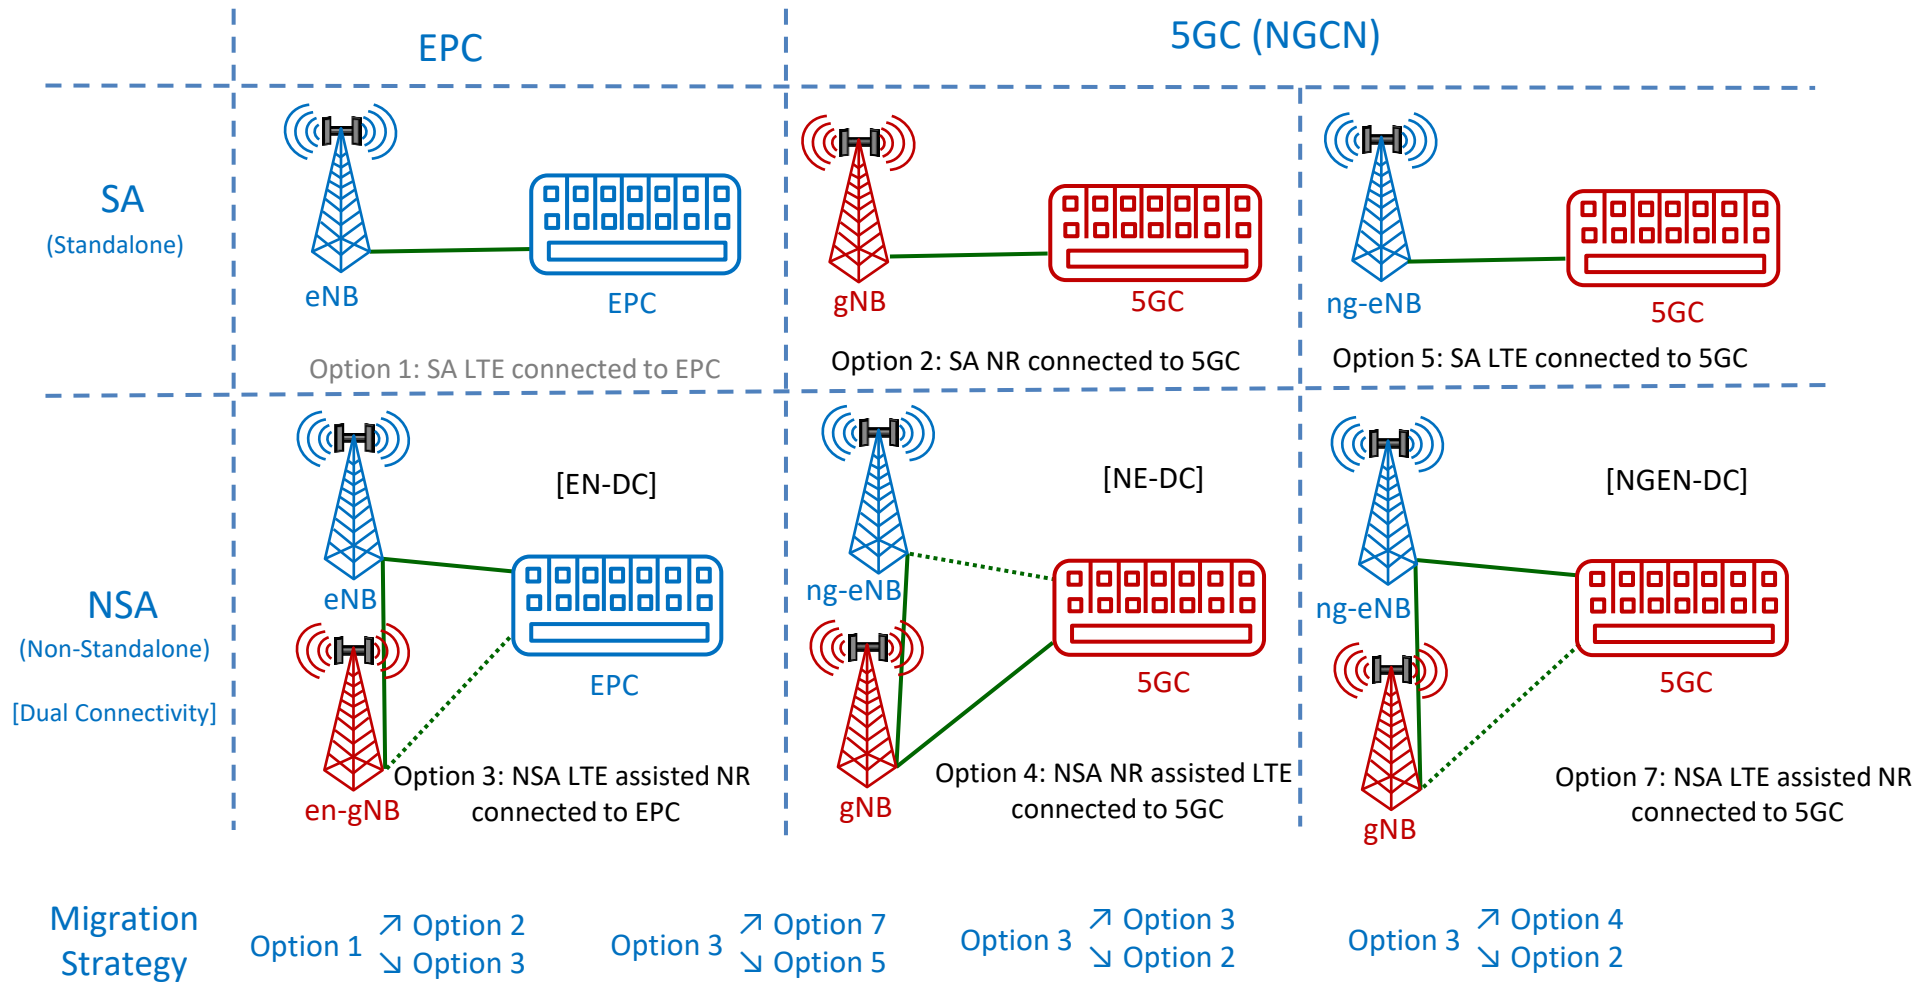 EPC
5GC (NGCN)
SA
(Standalone)
eNB
EPC
Option 1: SA LTE connected to EPC
gNB
5GC
Option 2: SA NR connected to 5GC
ng-eNB
5GC
Option 5: SA LTE connected to 5GC
NSA
(Non-Standalone)
[Dual Connectivity]
[EN-DC]
eNB
EPC
en-gNB
Option 3: NSA LTE assisted NR
connected to EPC
[NE-DC]
ng-eNB
5GC
gNB
Option 4: NSA NR assisted LTE
connected to 5GC
[NGEN-DC]
ng-eNB
5GC
gNB
Option 7: NSA LTE assisted NR
connected to 5GC
Migration
Strategy
Option 1
↗ Option 2
↘ Option 3
Option 3
↗ Option 7
↘ Option 5
Option 3
↗ Option 3
↘ Option 2
Option 3
↗ Option 4
↘ Option 2